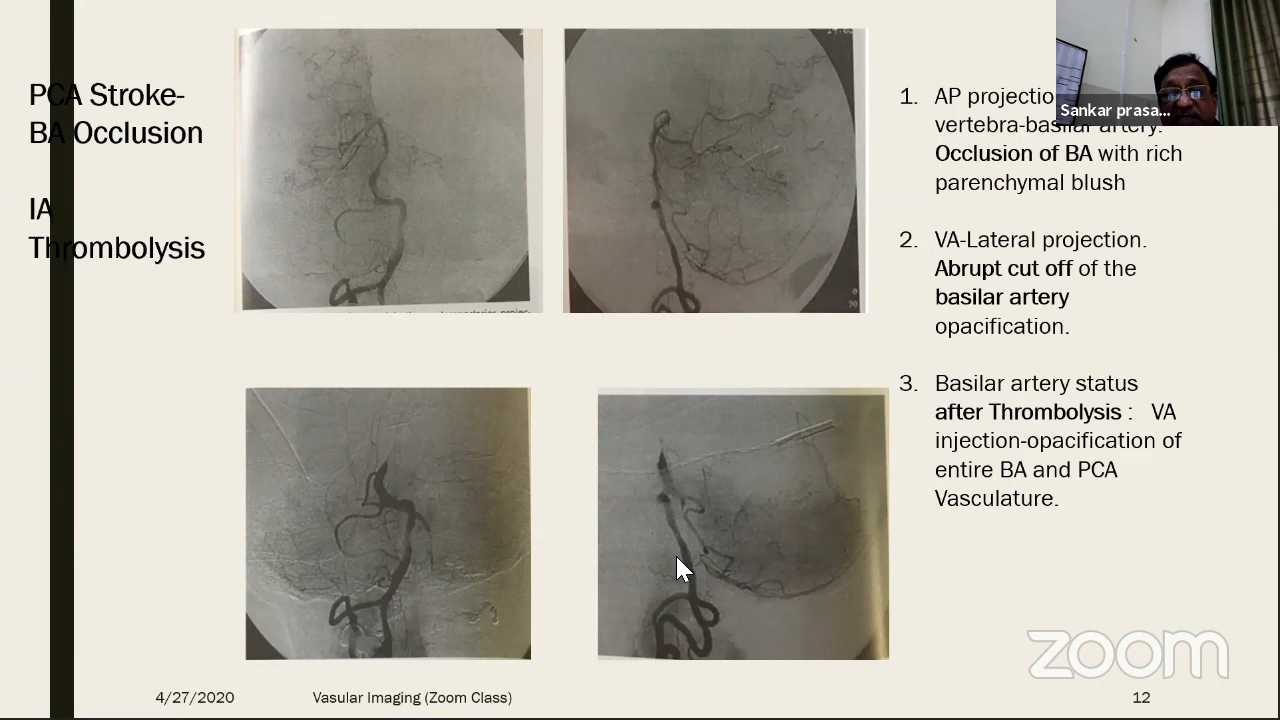 PCA Stroke-
BA Occlusion
IA
Thrombolysis
1. AP projectio
vertebra-basilar artery.
Occlusion of BA with rich
parenchymal blush
2. VA-Lateral projection.
Abrupt cut off of the
basilar artery
opacification.
3. Basilar artery status
after Thrombolysis : VA
injection-opacification of
entire BA and PCA
Vasculature.
Sankar prasa...
zoom
4/27/2020
Vasular Imaging (Zoom Class)
12